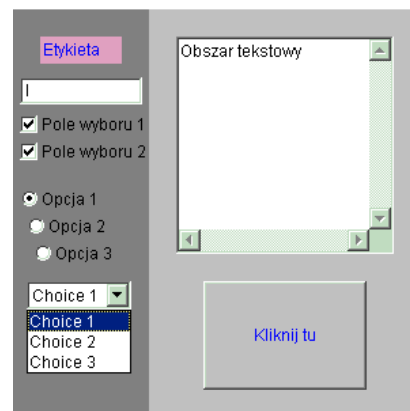 Etykieta
Pole wyboru 1
Pole wyboru 2
Opcja 1
Opcja 2
Opcja 3
Choice 1
Choice 1
Choice 2
Choice 3
Obszar tekstowy
Kliknij tu